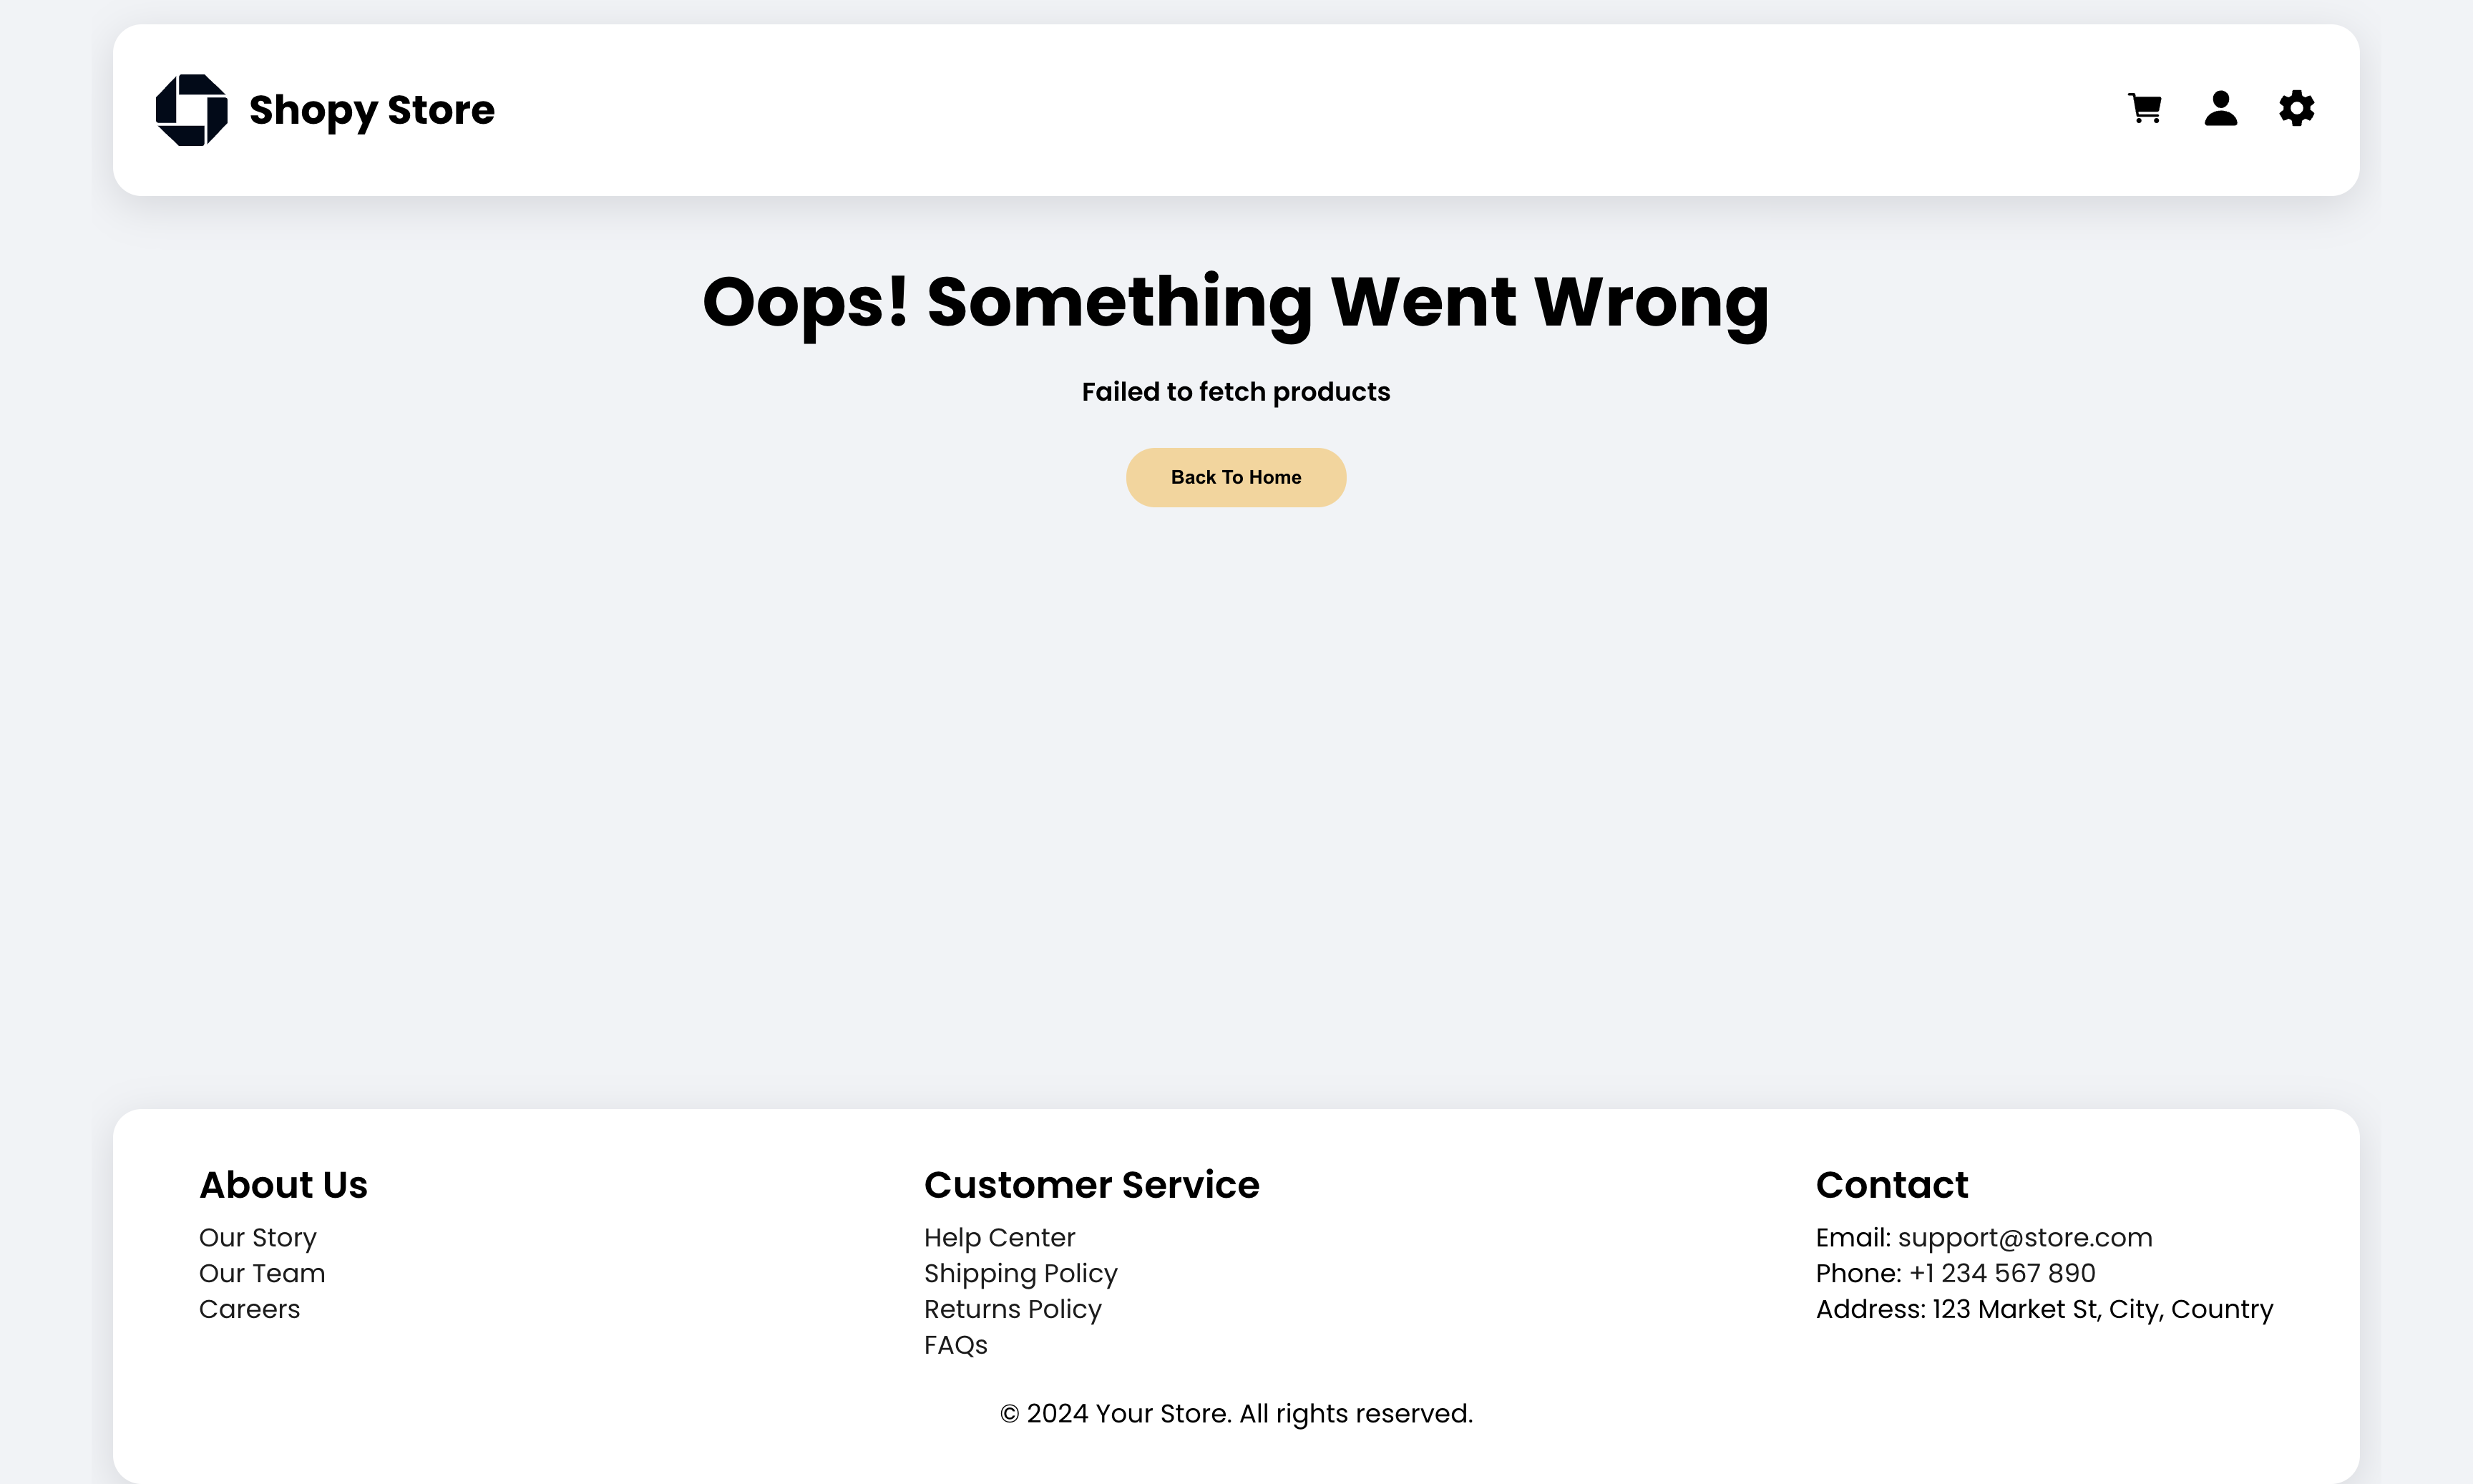 Shopy Store
Oops! Something Went Wrong
Failed to fetch products
Back To Home
About Us
Our Story
Our Team
Careers
Customer Service
Help Center
Shipping Policy
Returns Policy
FAQs
Contact
Email: support@store.com
Phone: +1 234 567 890
Address: 123 Market St, City, Country
© 2024 Your Store. All rights reserved.